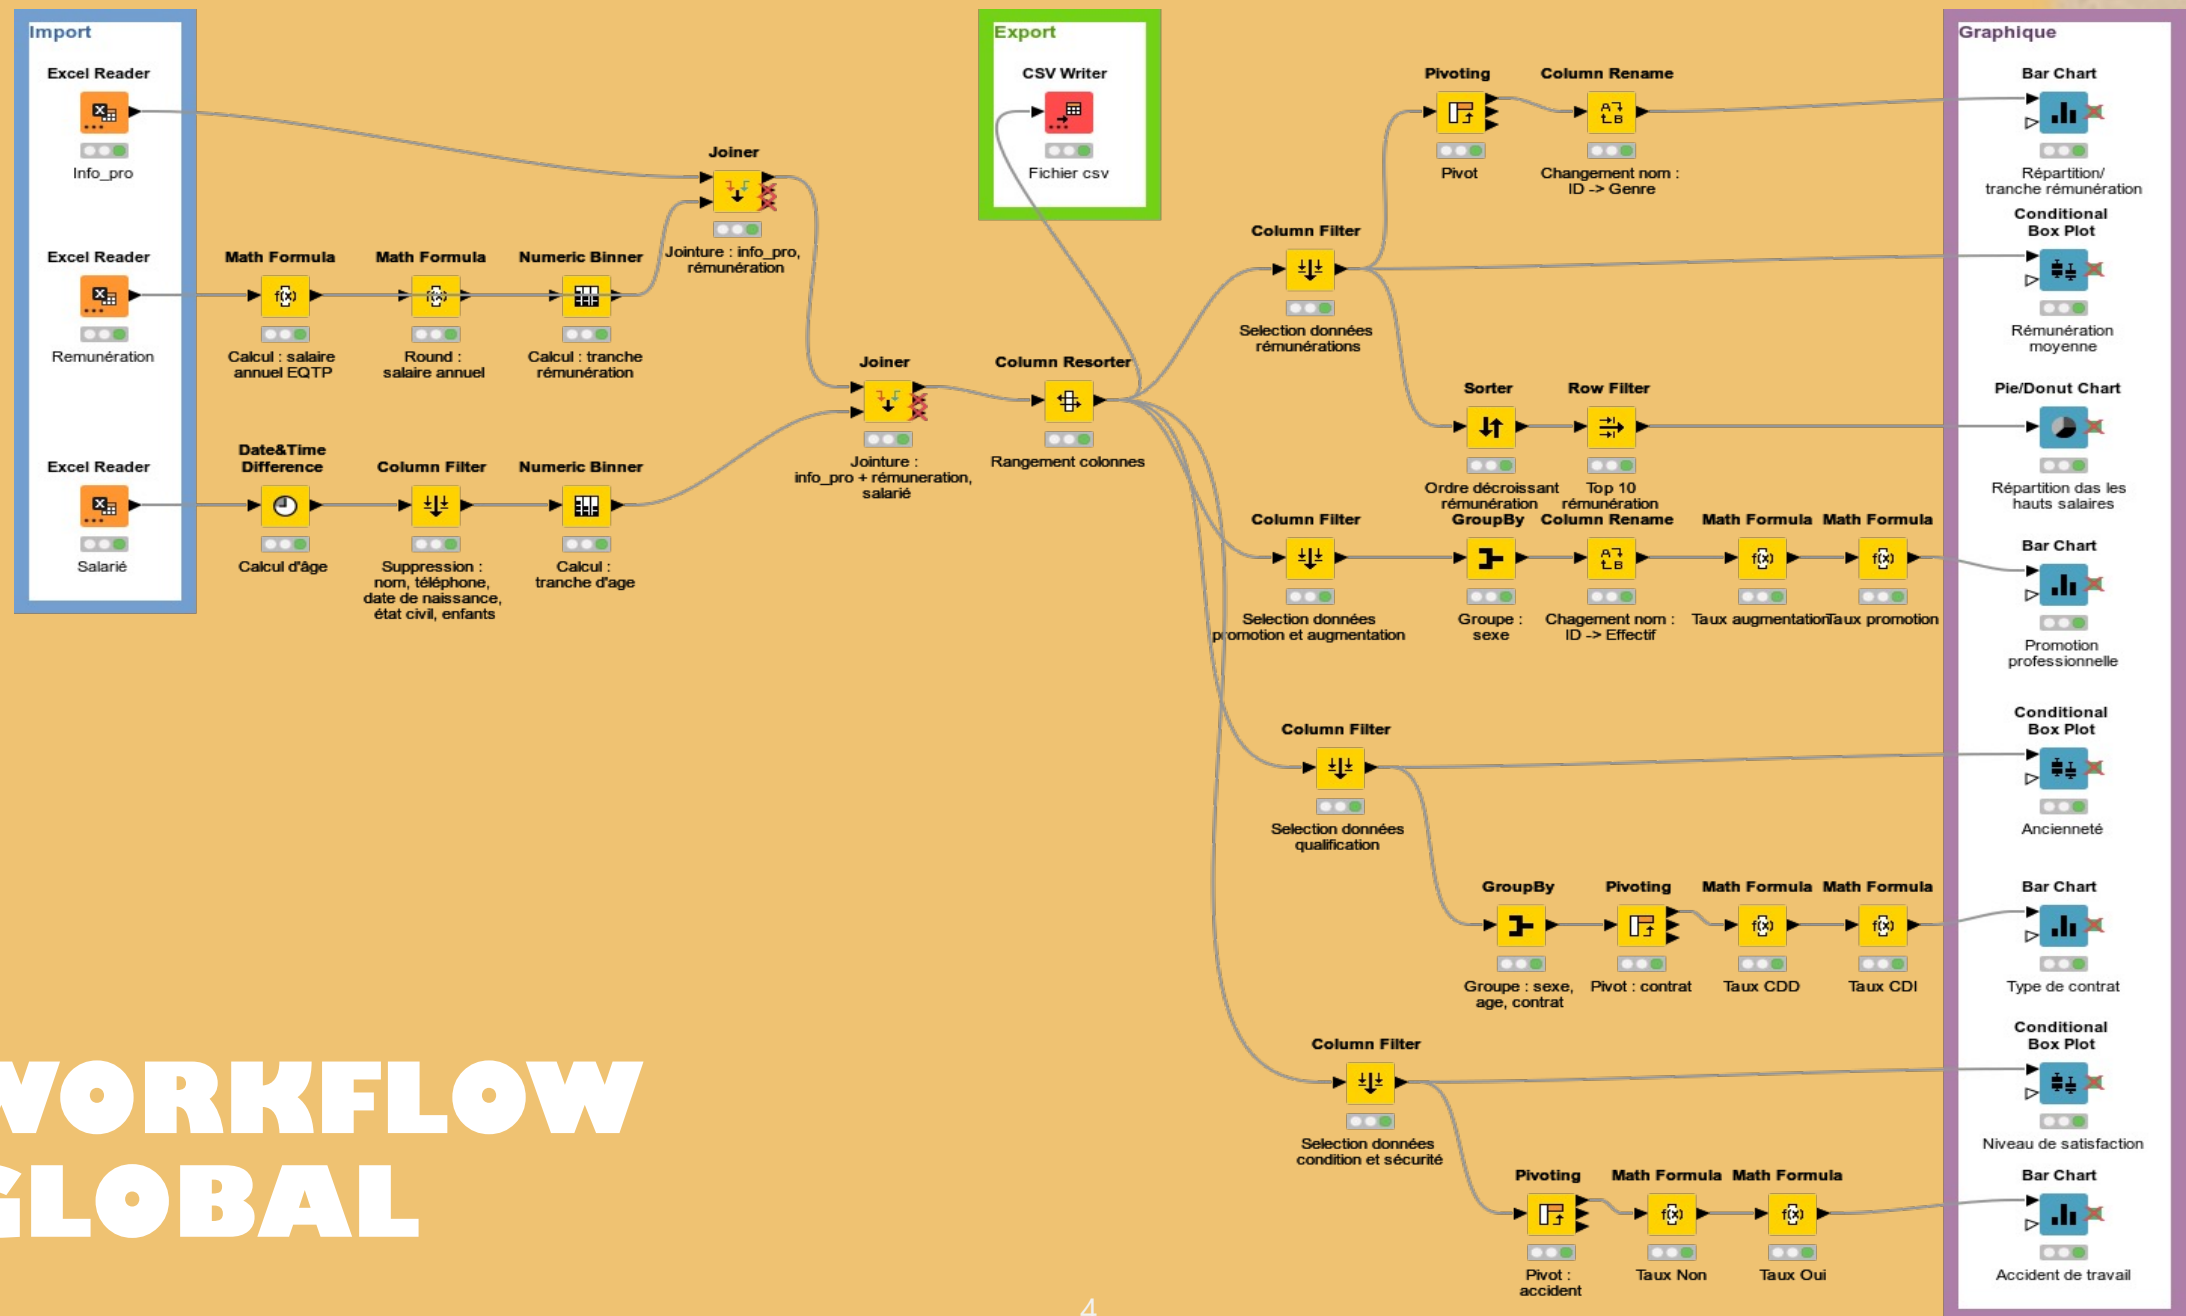 Import
Excel Reader
Info_pro
Excel Reader
Remunération
Excel Reader
Salarié
Math Formula
Calcul : salaire
annuel EQTP
Math Formula
Round :
salaire annuel
Numeric Binner
Calcul : tranche
rémunération
Date&Time
Difference
Calcul d'âge
Column Filter
Suppression :
nom, téléphone,
date de naissance,
état civil, enfants
Numeric Binner
Calcul :
tranche d'age
Joiner
Jointure : info_pro,
rémunération
Joiner
Jointure :
info_pro + rémuneration,
salarié
Export
CSV Writer
Fichier csv
Column Resorter
Rangement colonnes
Column Filter
Selection données
rémunérations
Pivoting
Pivot
Column Rename
Changement nom :
ID -> Genre
Sorter
Ordre décroissant
rémunération
Row Filter
Top 10
rémunération
Column Filter
Selection données
promotion et augmentation
GroupBy
Groupe :
sexe
Column Rename
Chagement nom :
ID -> Effectif
Math Formula
Taux augmentation
Math Formula
Taux promotion
Column Filter
Selection données
qualification
GroupBy
Groupe : sexe,
age, contrat
Pivoting
Pivot : contrat
Math Formula
Taux CDD
Math Formula
Taux CDI
Column Filter
Selection données
condition et sécurité
Pivoting
Pivot :
accident
Math Formula
Taux Non
Math Formula
Taux Oui
Graphique
Bar Chart
Répartition/
tranche rémunération
Conditional
Box Plot
Rémunération
moyenne
Pie/Donut Chart
Répartition das les
hauts salaires
Bar Chart
Promotion
professionnelle
Conditional
Box Plot
Ancienneté
Bar Chart
Type de contrat
Conditional
Box Plot
Niveau de satisfaction
Bar Chart
Accident de travail
WORKFLOW
GLOBAL
4